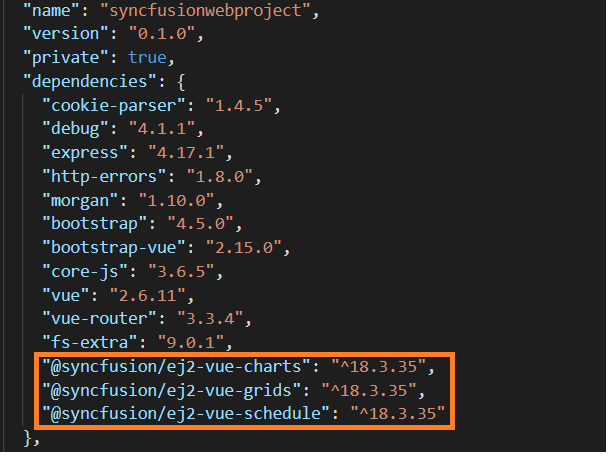 "name": "syncfusionwebproject",
"version": "0.1.0",
"private": true,
"dependencies": {
"cookie-parser": "1.4.5",
"debug": "4.1.1",
"express": "4.17.1",
"http-errors": "1.8.0",
"morgan": "1.10.0",
"bootstrap": "4.5.0",
"bootstrap-vue": "2.15.0",
"core-js": "3.6.5",
"vue": "2.6.11",
"vue-router": "3.3.4",
"fs-extra": "9.0.1",
"@syncfusion/ej2-vue-charts": "^18.3.35",
"@syncfusion/ej2-vue-grids": "^18.3.35",
"@syncfusion/ej2-vue-schedule": "^18.3.35"
},